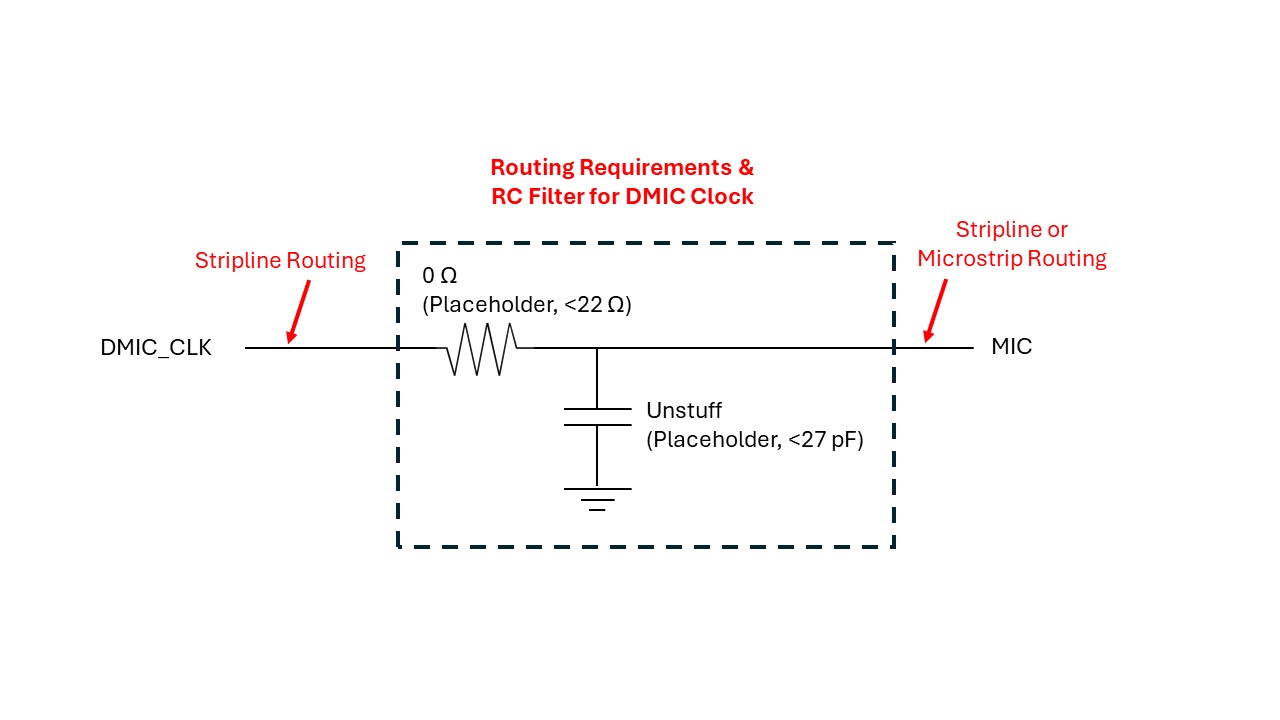 Routing Requirements &
RC Filter for DMIC Clock
Stripline or
Microstrip Routing
Stripline Routing
0 Ω
(Placeholder, <22 Ω)
DMIC_CLK
MIC
Unstuff
(Placeholder, <27 pF)